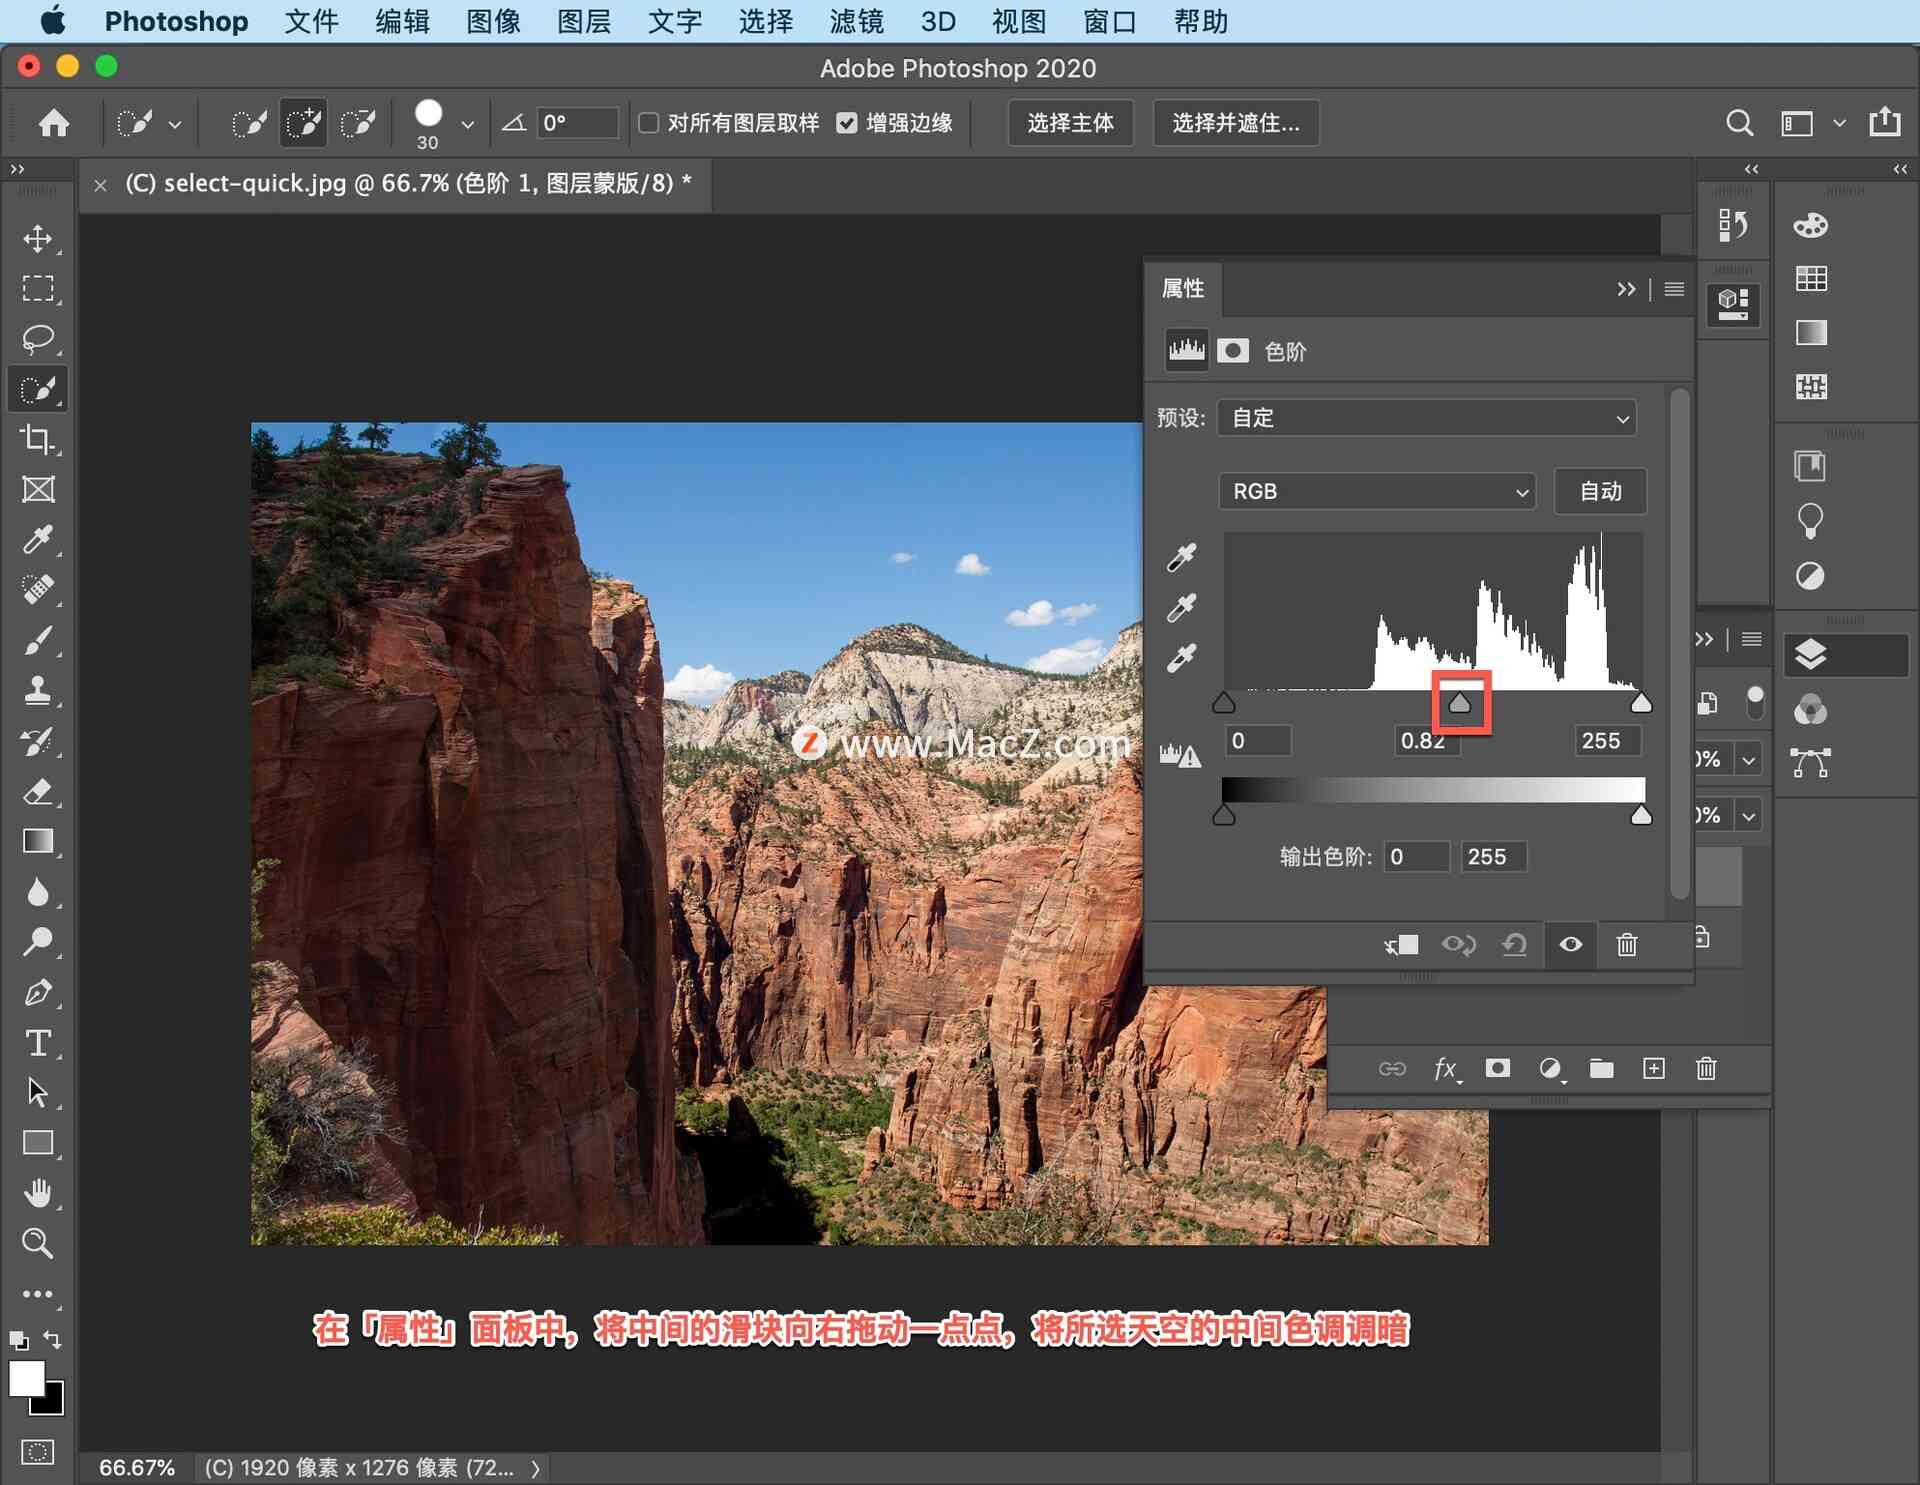 Photoshop 文件 编辑 图像 图层 文字 选择 滤镜 3D 视图 窗口 帮助
Adobe Photoshop 2020
30
0°
对所有图层取样
增强边缘
选择主体
选择并遮住...
(C) select-quick.jpg @ 66.7% (色阶 1, 图层蒙版/8) *
属性
色阶
预设: 自定
RGB
自动
0 0.82 255
0%
0%
输出色阶: 0 255
Z www.MacZ.com
fx
在「属性」面板中，将中间的滑块向右拖动一点点，将所选天空的中间色调调暗
66.67% (C) 1920 像素 x 1276 像素 (72...